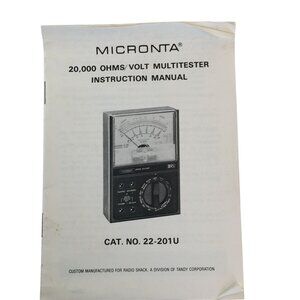 MICRONTA®
20,000 OHMS/VOLT MULTITESTER
INSTRUCTION MANUAL
CAT. NO. 22-201U
CUSTOM MANUFACTURED FOR RADIO SHACK, A DIVISION OF TANDY CORPORATION